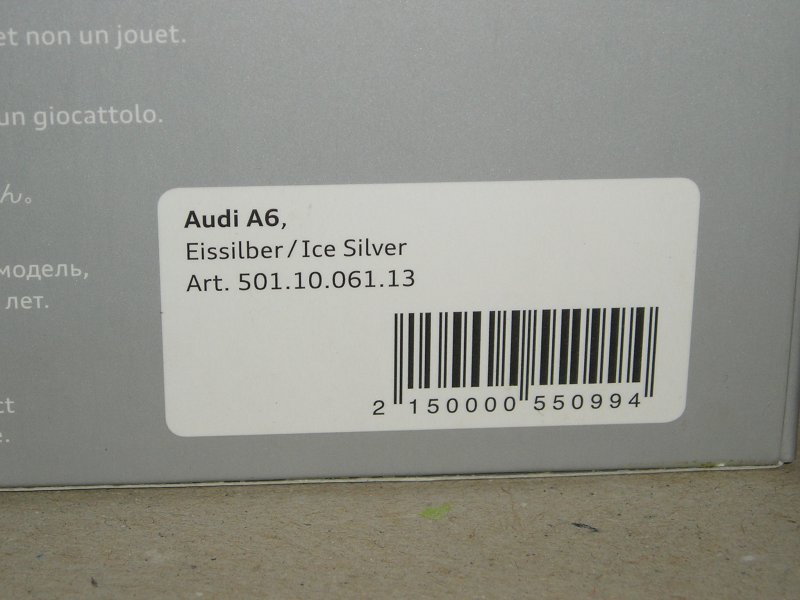 et non un jouet.
un giocattolo.
ん。
модель,
лет.
ct
e.
Audi A6,
Eissilber/Ice Silver
Art. 501.10.061.13
2 150000 550994